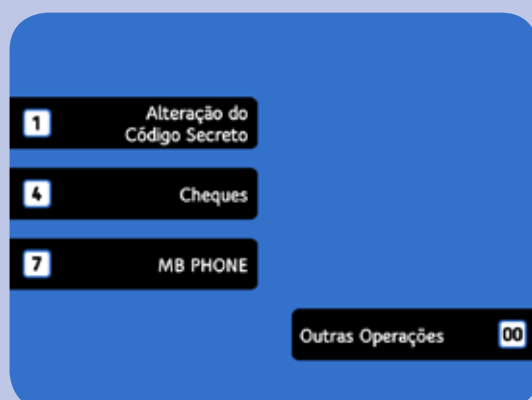 1
Alteração do
Código Secreto
4
Cheques
7
MB PHONE
Outras Operações
00